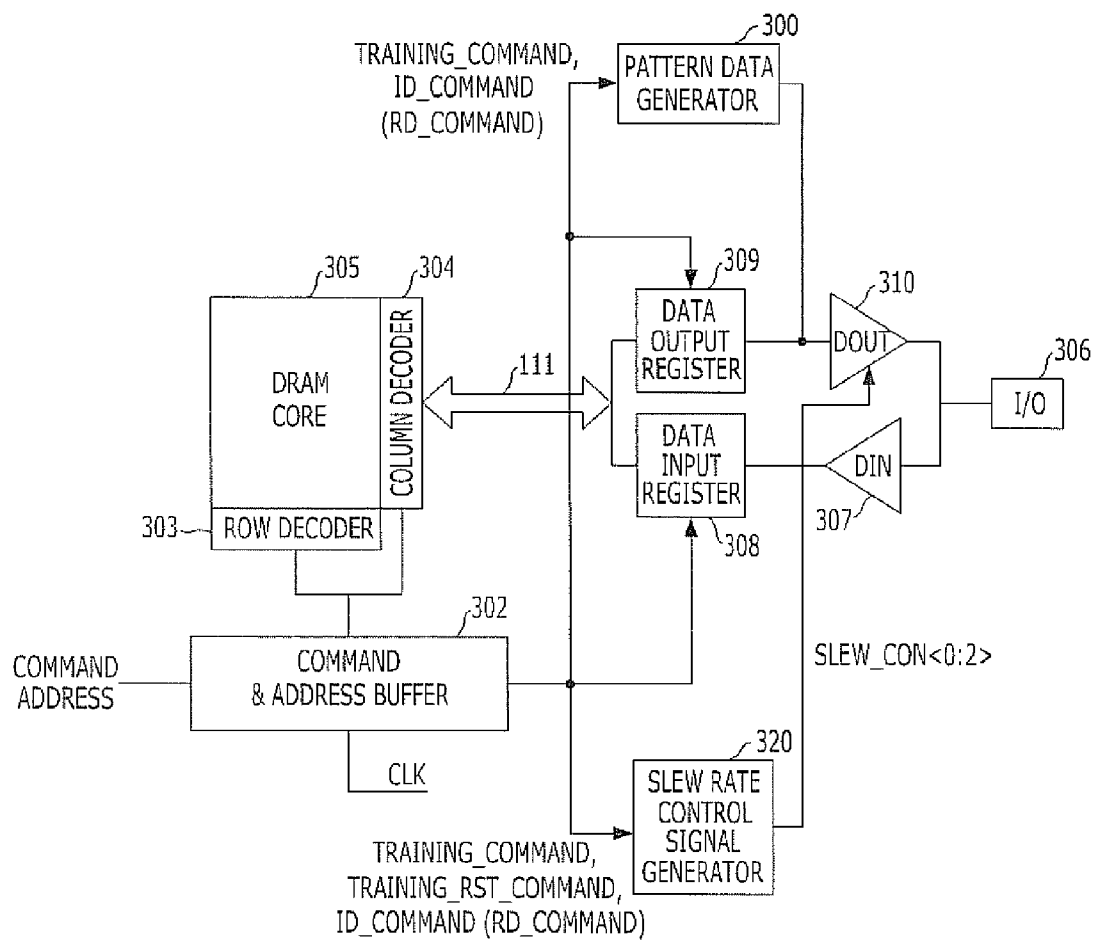 300
TRAINING_COMMAND,
ID_COMMAND
(RD_COMMAND)
PATTERN DATA
GENERATOR
305
304
309
310
DRAM
CORE
COLUMN DECODER
111
DATA
OUTPUT
REGISTER
DOUT
306
I/O
DATA
INPUT
REGISTER
DIN
307
308
303
ROW DECODER
302
COMMAND
ADDRESS
COMMAND
& ADDRESS BUFFER
CLK
SLEW_CON<0:2>
320
SLEW RATE
CONTROL
SIGNAL
GENERATOR
TRAINING_COMMAND,
TRAINING_RST_COMMAND,
ID_COMMAND (RD_COMMAND)